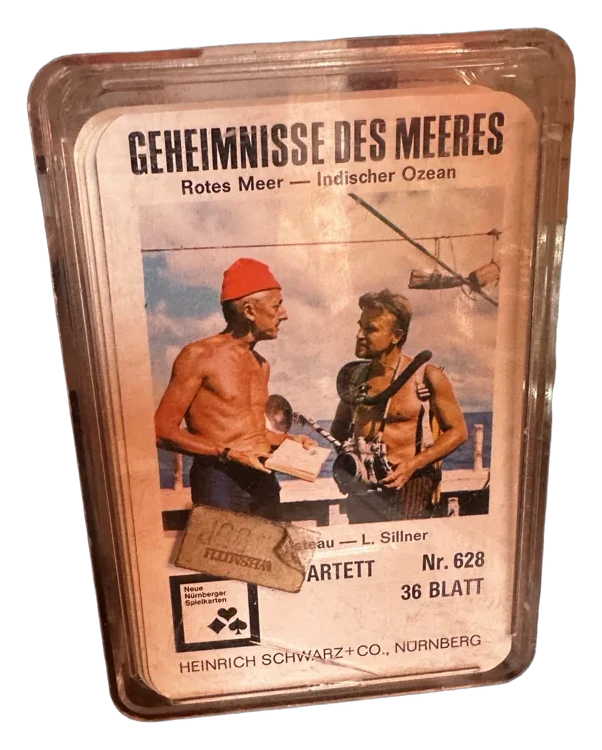 GEHEIMNISSE DES MEERES
Rotes Meer — Indischer Ozean
steau — L. Sillner
ARTETT Nr. 628
36 BLATT
Neue
Nürnberger
Spielkarten
HEINRICH SCHWARZ+CO., NÜRNBERG